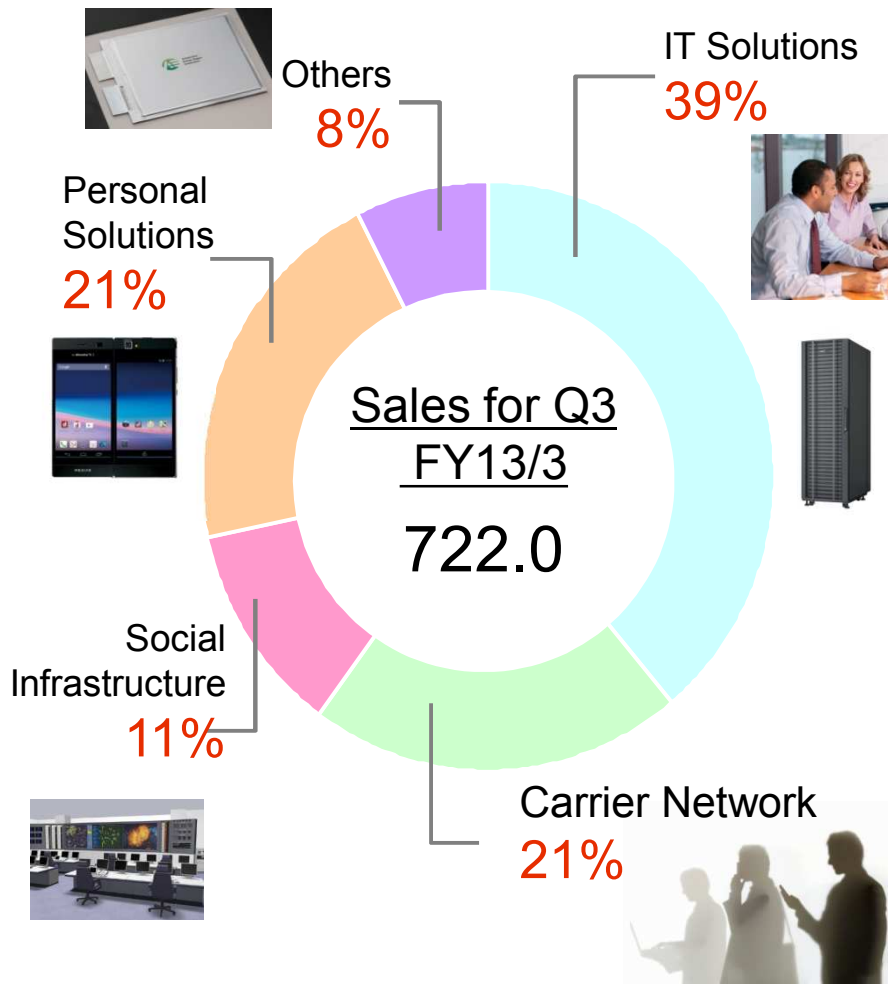 IT Solutions
39%
Others
8%
Personal
Solutions
21%
Sales for Q3
FY13/3
722.0
Social
Infrastructure
11%
Carrier Network
21%